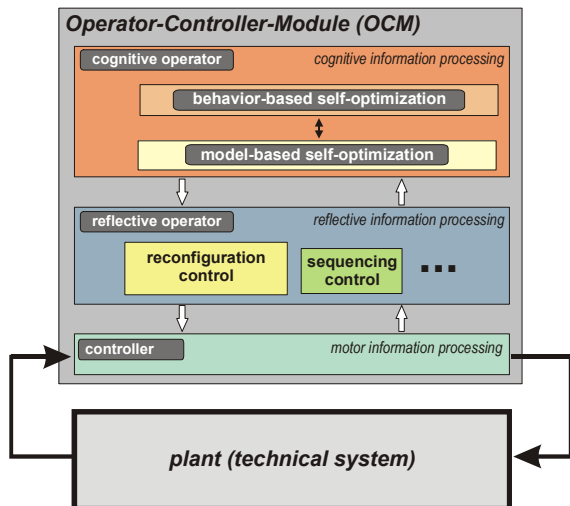 Operator-Controller-Module (OCM)
cognitive operator
cognitive information processing
behavior-based self-optimization
model-based self-optimization
reflective operator
reflective information processing
reconfiguration
control
sequencing
control
...
controller
motor information processing
plant (technical system)